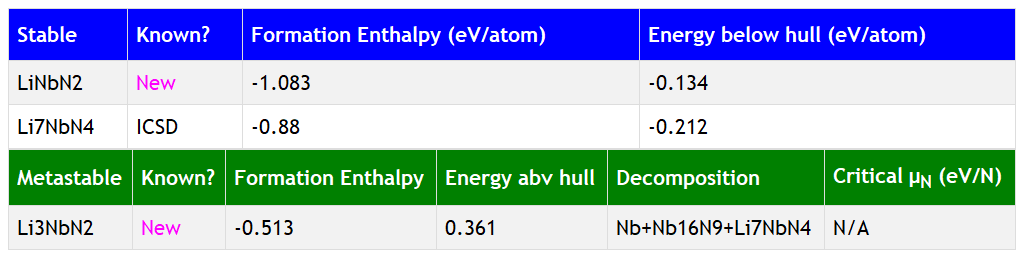 Stable Known? Formation Enthalpy (eV/atom) Energy below hull (eV/atom)
LiNbN2 New -1.083 -0.134
Li7NbN4 ICSD -0.88 -0.212
Metastable Known? Formation Enthalpy Energy abv hull Decomposition Critical μN (eV/N)
Li3NbN2 New -0.513 0.361 Nb+Nb16N9+Li7NbN4 N/A